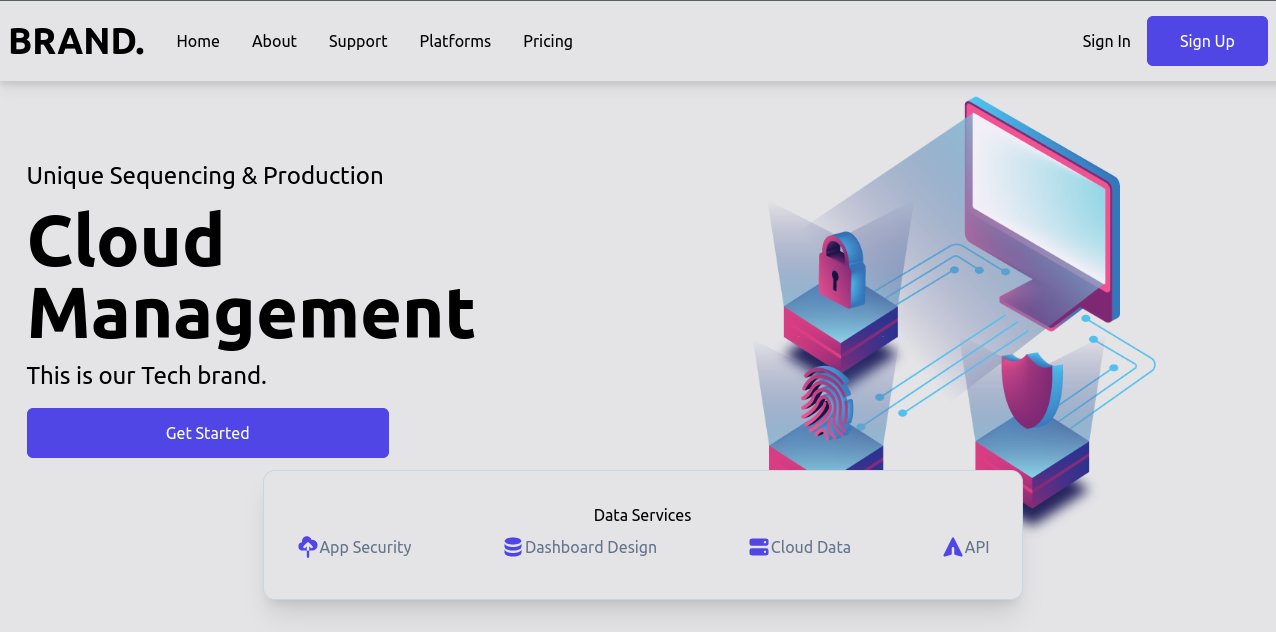 BRAND. Home About Support Platforms Pricing Sign In Sign Up
Unique Sequencing & Production
Cloud
Management
This is our Tech brand.
Get Started
Data Services
App Security Dashboard Design Cloud Data API